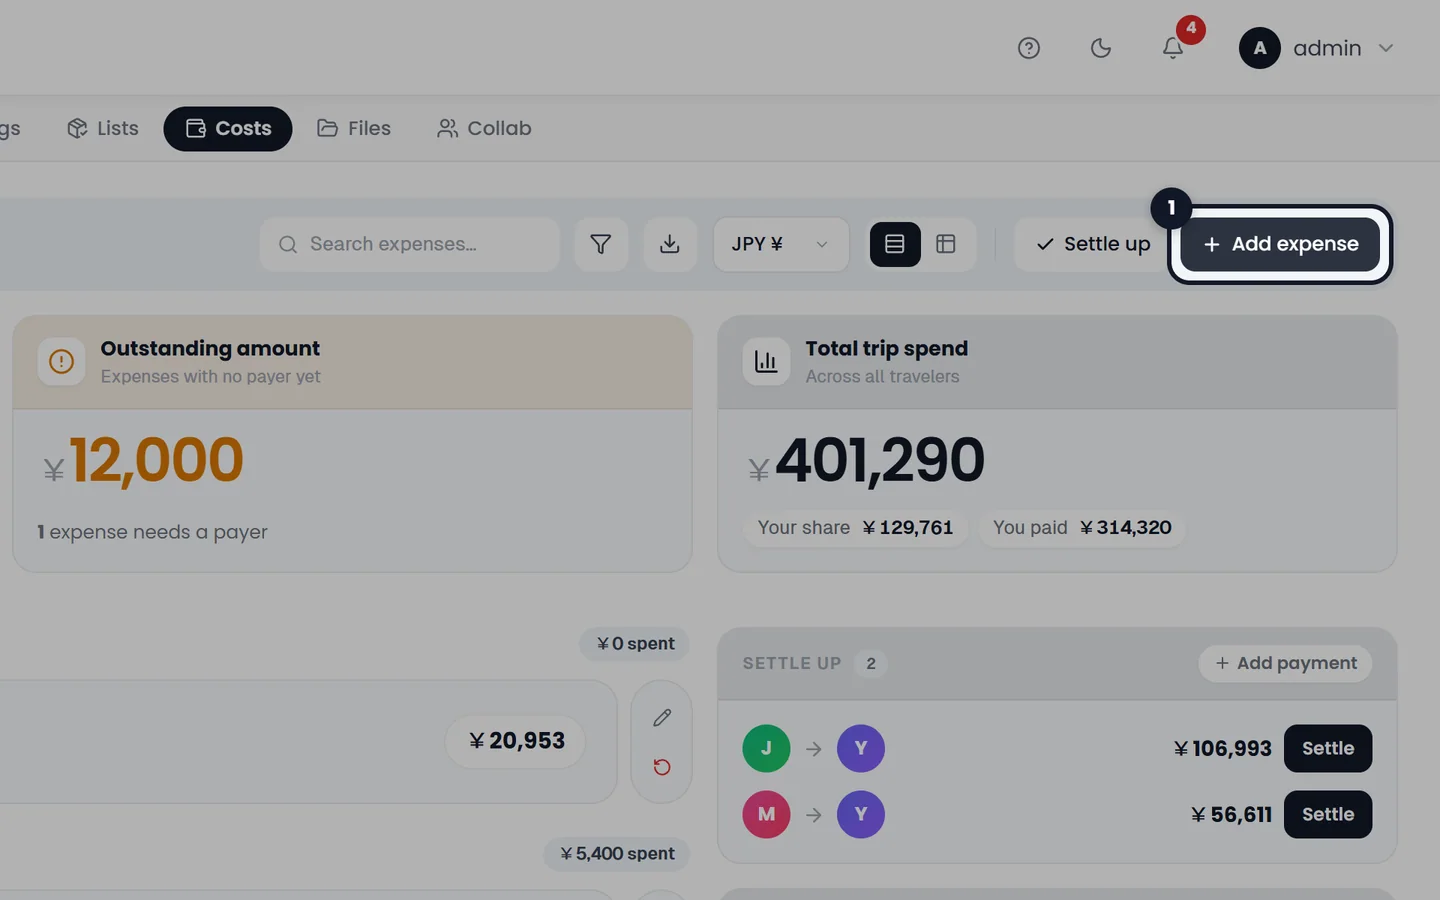 4
A admin
gs Lists Costs Files Collab
1
Search expenses... JPY ¥ Settle up + Add expense
Outstanding amount
Expenses with no payer yet
¥12,000
1 expense needs a payer
Total trip spend
Across all travelers
¥401,290
Your share ¥129,761 You paid ¥314,320
¥0 spent
¥20,953
¥5,400 spent
SETTLE UP 2 + Add payment
J → Y ¥106,993 Settle
M → Y ¥56,611 Settle